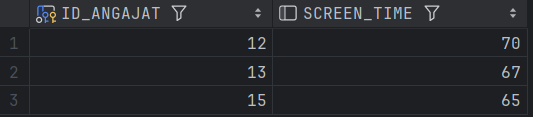 ID_ANGAJAT SCREEN_TIME
1 12 70
2 13 67
3 15 65